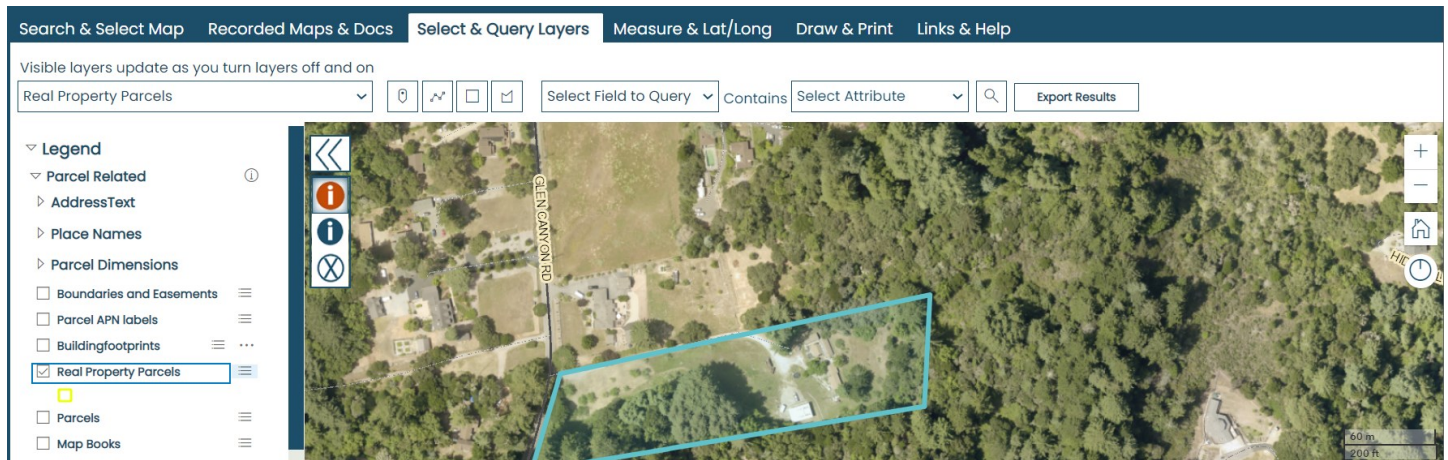 Search & Select Map Recorded Maps & Docs Select & Query Layers Measure & Lat/Long Draw & Print Links & Help
Visible layers update as you turn layers off and on
Real Property Parcels Select Field to Query Contains Select Attribute Export Results
Legend
Parcel Related
AddressText
Place Names
Parcel Dimensions
Boundaries and Easements
Parcel APN labels
Buildingfootprints
Real Property Parcels
Parcels
Map Books
GLEN CANYON RD
60 m
200 ft